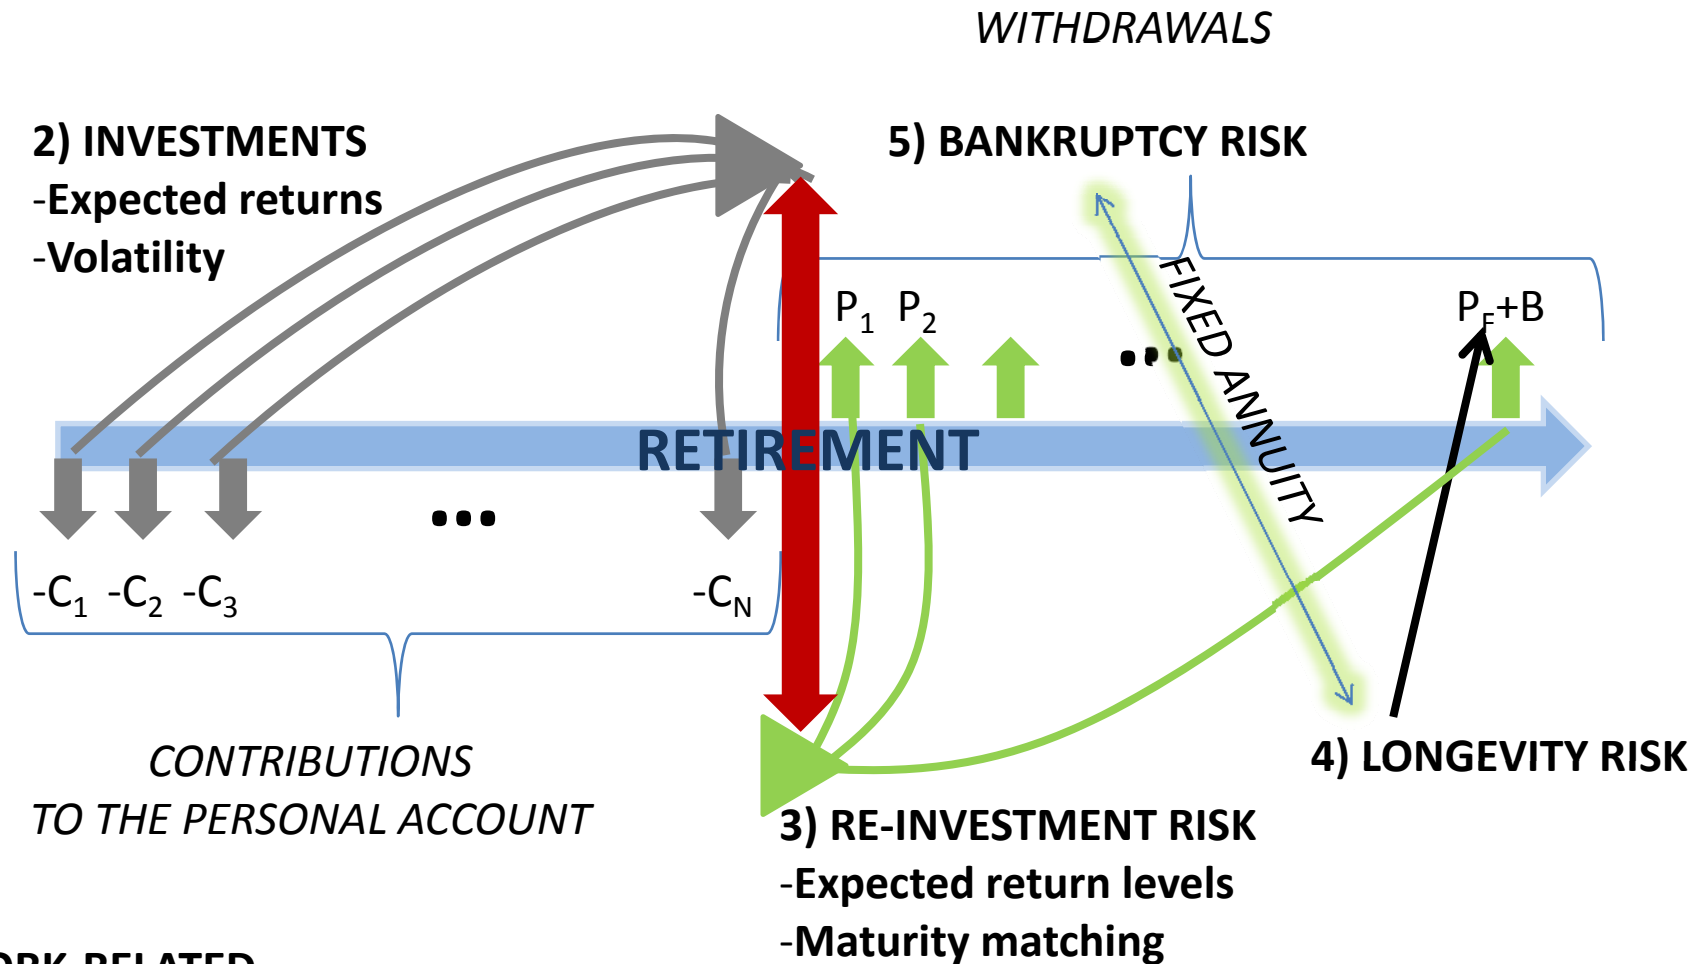 WITHDRAWALS
2) INVESTMENTS
-Expected returns
-Volatility
5) BANKRUPTCY RISK
P1 P2 ... PF+B
FIXED ANNUITY
RETIREMENT
...
-C1 -C2 -C3 -CN
CONTRIBUTIONS
TO THE PERSONAL ACCOUNT
4) LONGEVITY RISK
3) RE-INVESTMENT RISK
-Expected return levels
-Maturity matching
RELATED